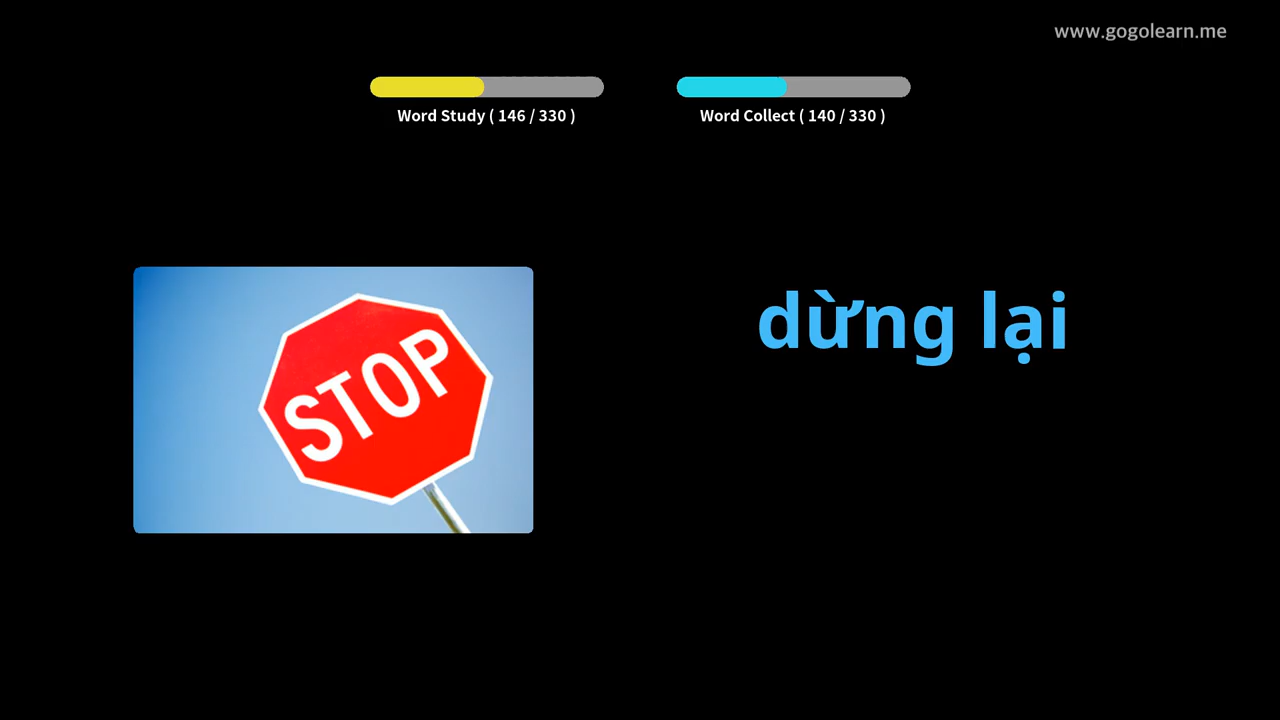 www.gogolearn.me
Word Study ( 146 / 330 )
Word Collect ( 140 / 330 )
STOP
dừng lại